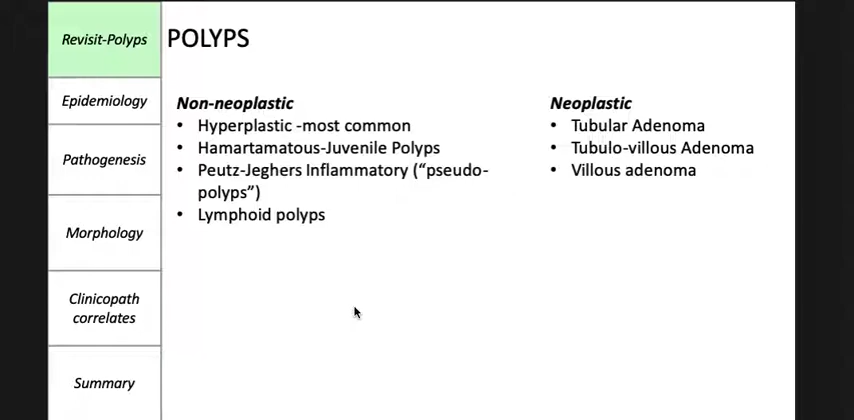 Revisit-Polyps
POLYPS
Epidemiology
Pathogenesis
Morphology
Clinicopath
correlates
Summary
Non-neoplastic
• Hyperplastic -most common
• Hamartamatous-Juvenile Polyps
• Peutz-Jeghers Inflammatory (“pseudo-
polyps”)
• Lymphoid polyps
Neoplastic
• Tubular Adenoma
• Tubulo-villous Adenoma
• Villous adenoma